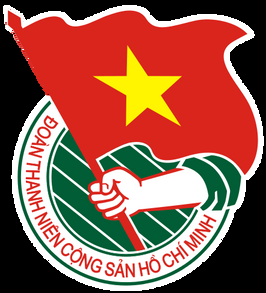 ĐOÀN THANH NIÊN CỘNG SẢN HỒ CHÍ MINH